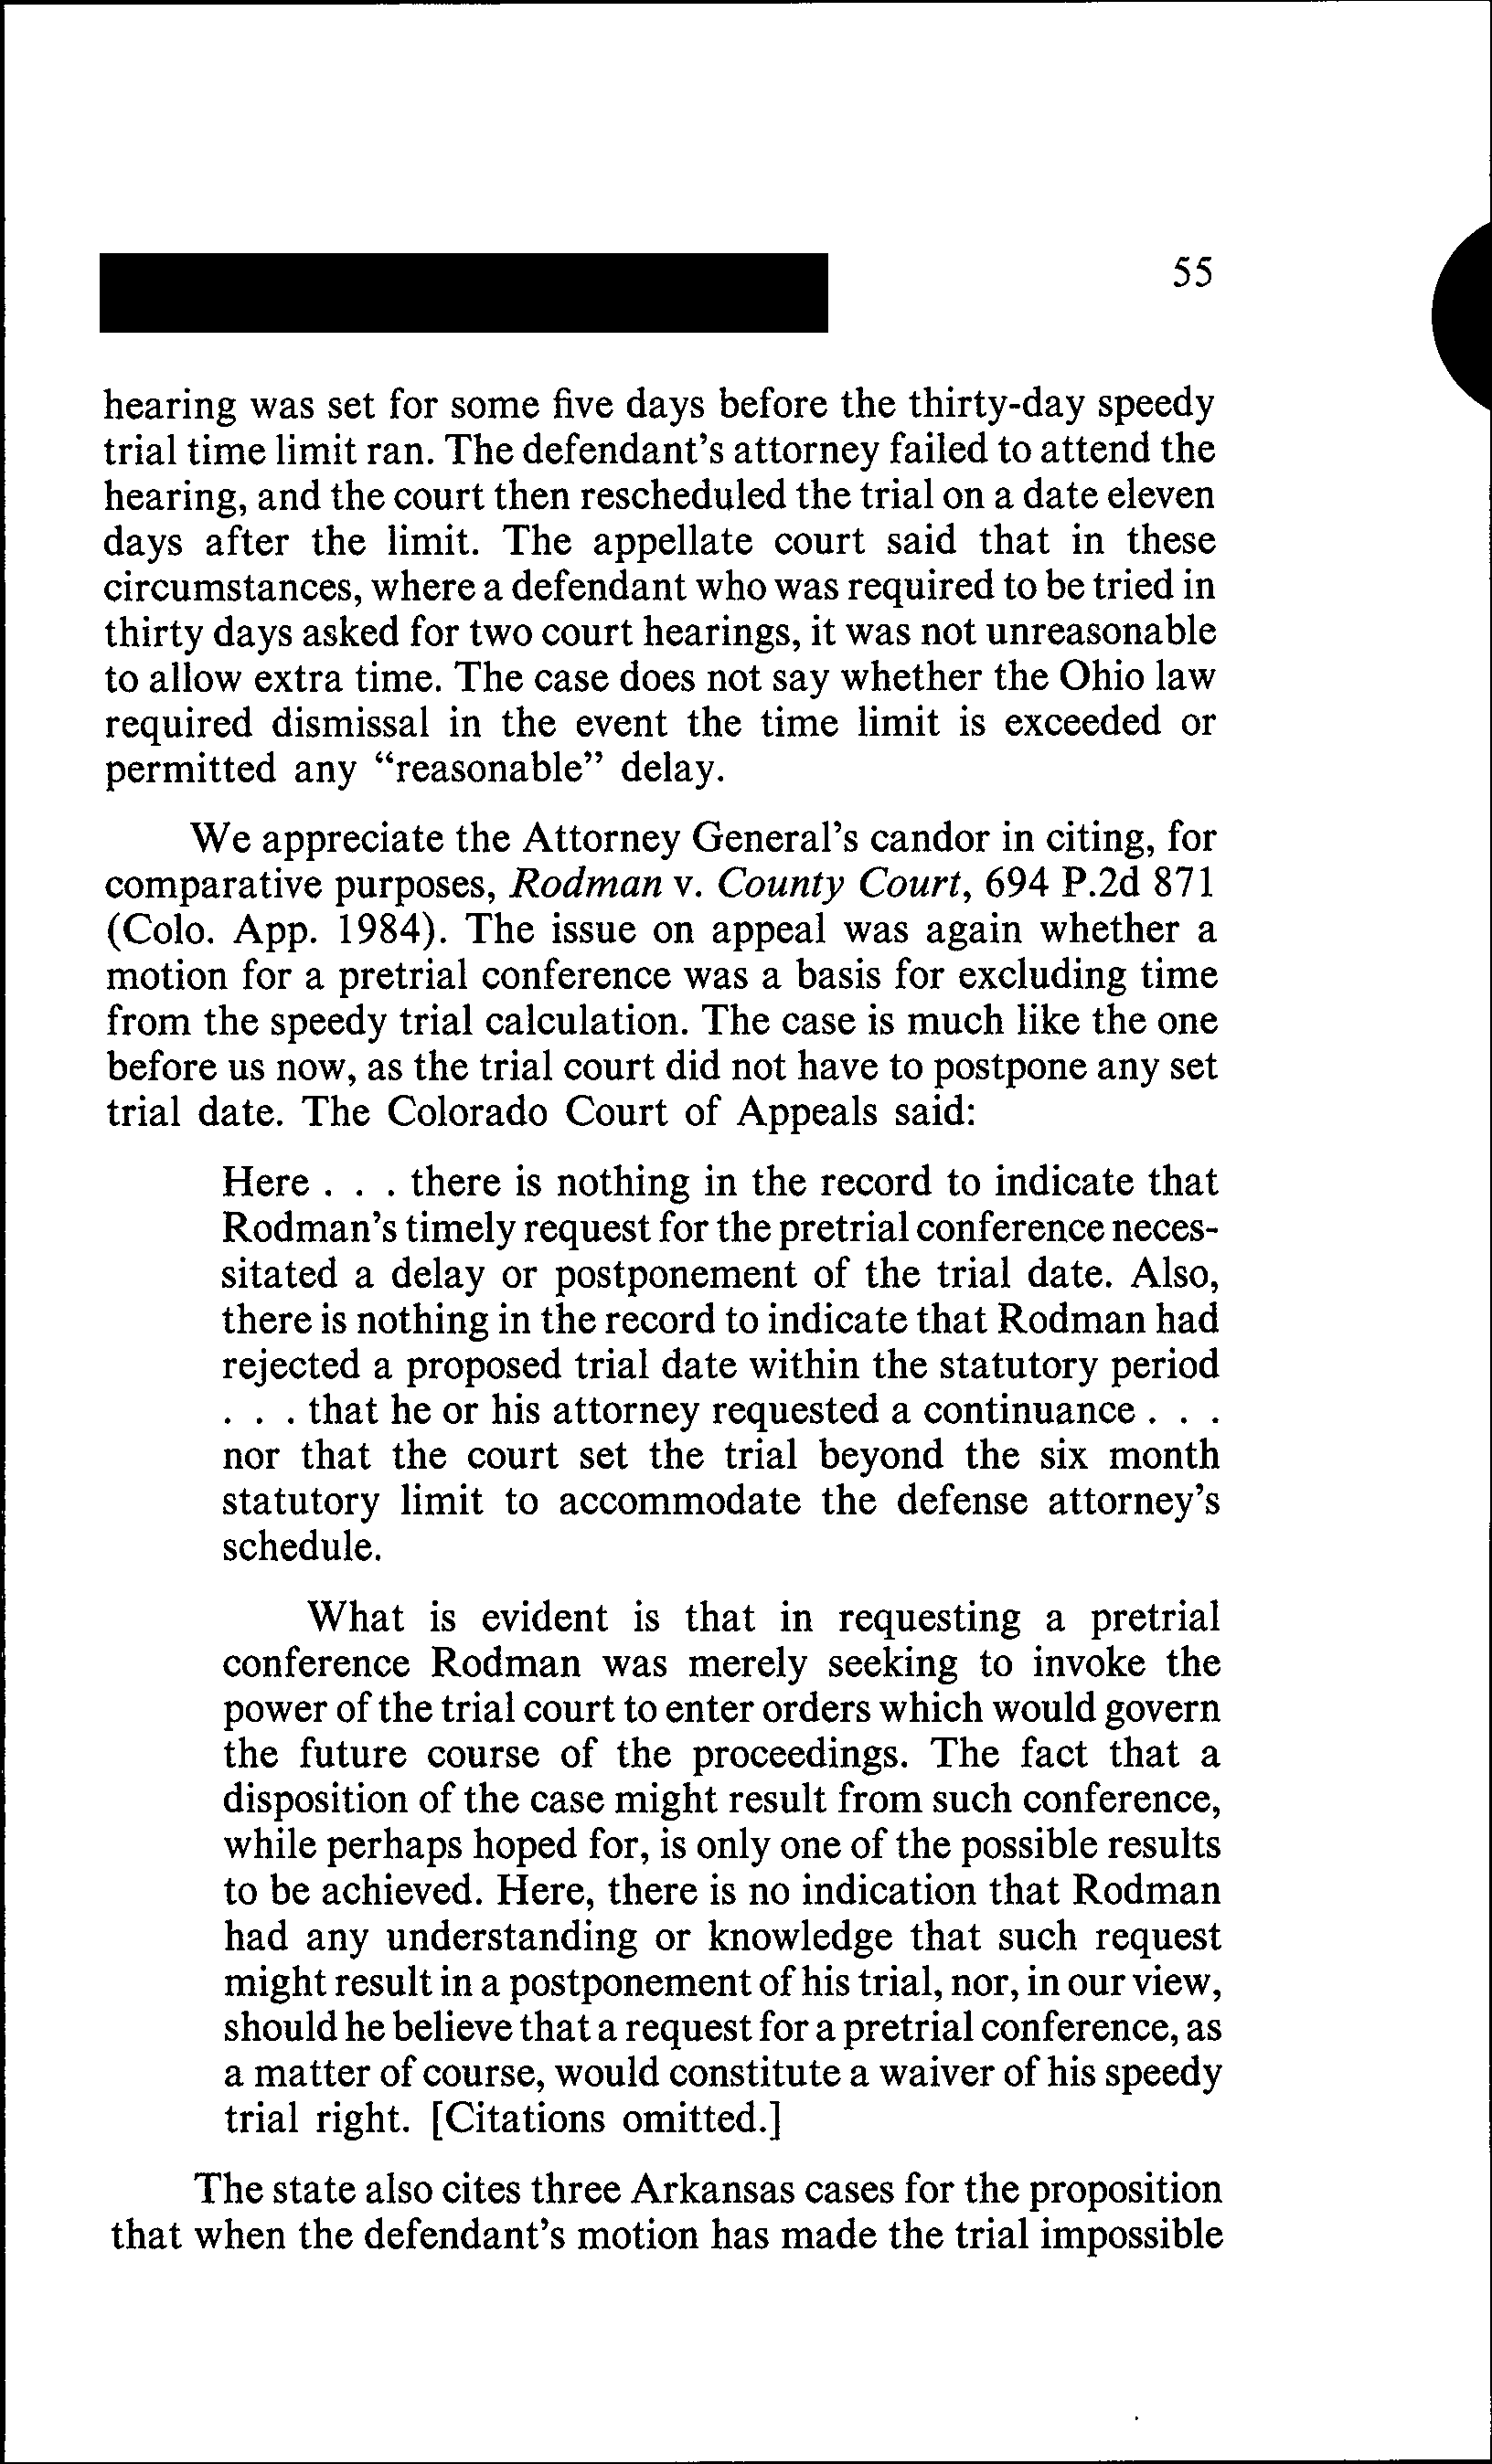 55
hearing was set for some five days before the thirty-day speedy
trial time limit ran. The defendant's attorney failed to attend the
hearing, and the court then rescheduled the trial on a date eleven
days after the limit. The appellate court said that in these
circumstances, where a defendant who was required to be tried in
thirty days asked for two court hearings, it was not unreasonable
to allow extra time. The case does not say whether the Ohio law
required dismissal in the event the time limit is exceeded or
permitted any “reasonable” delay.
We appreciate the Attorney General's candor in citing, for
comparative purposes, Rodman v. County Court, 694 P.2d 871
(Colo. App. 1984). The issue on appeal was again whether a
motion for a pretrial conference was a basis for excluding time
from the speedy trial calculation. The case is much like the one
before us now, as the trial court did not have to postpone any set
trial date. The Colorado Court of Appeals said:
Here . . . there is nothing in the record to indicate that
Rodman's timely request for the pretrial conference neces-
sitated a delay or postponement of the trial date. Also,
there is nothing in the record to indicate that Rodman had
rejected a proposed trial date within the statutory period
. . . that he or his attorney requested a continuance . . .
nor that the court set the trial beyond the six month
statutory limit to accommodate the defense attorney's
schedule.
What is evident is that in requesting a pretrial
conference Rodman was merely seeking to invoke the
power of the trial court to enter orders which would govern
the future course of the proceedings. The fact that a
disposition of the case might result from such conference,
while perhaps hoped for, is only one of the possible results
to be achieved. Here, there is no indication that Rodman
had any understanding or knowledge that such request
might result in a postponement of his trial, nor, in our view,
should he believe that a request for a pretrial conference, as
a matter of course, would constitute a waiver of his speedy
trial right. [Citations omitted.]
The state also cites three Arkansas cases for the proposition
that when the defendant's motion has made the trial impossible